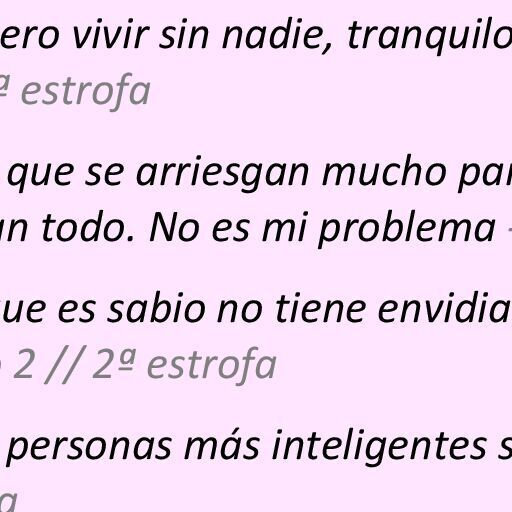 ero vivir sin nadie, tranquilo
ª estrofa
que se arriesgan mucho par
an todo. No es mi problema -
ue es sabio no tiene envidia
2 // 2ª estrofa
personas más inteligentes s
a